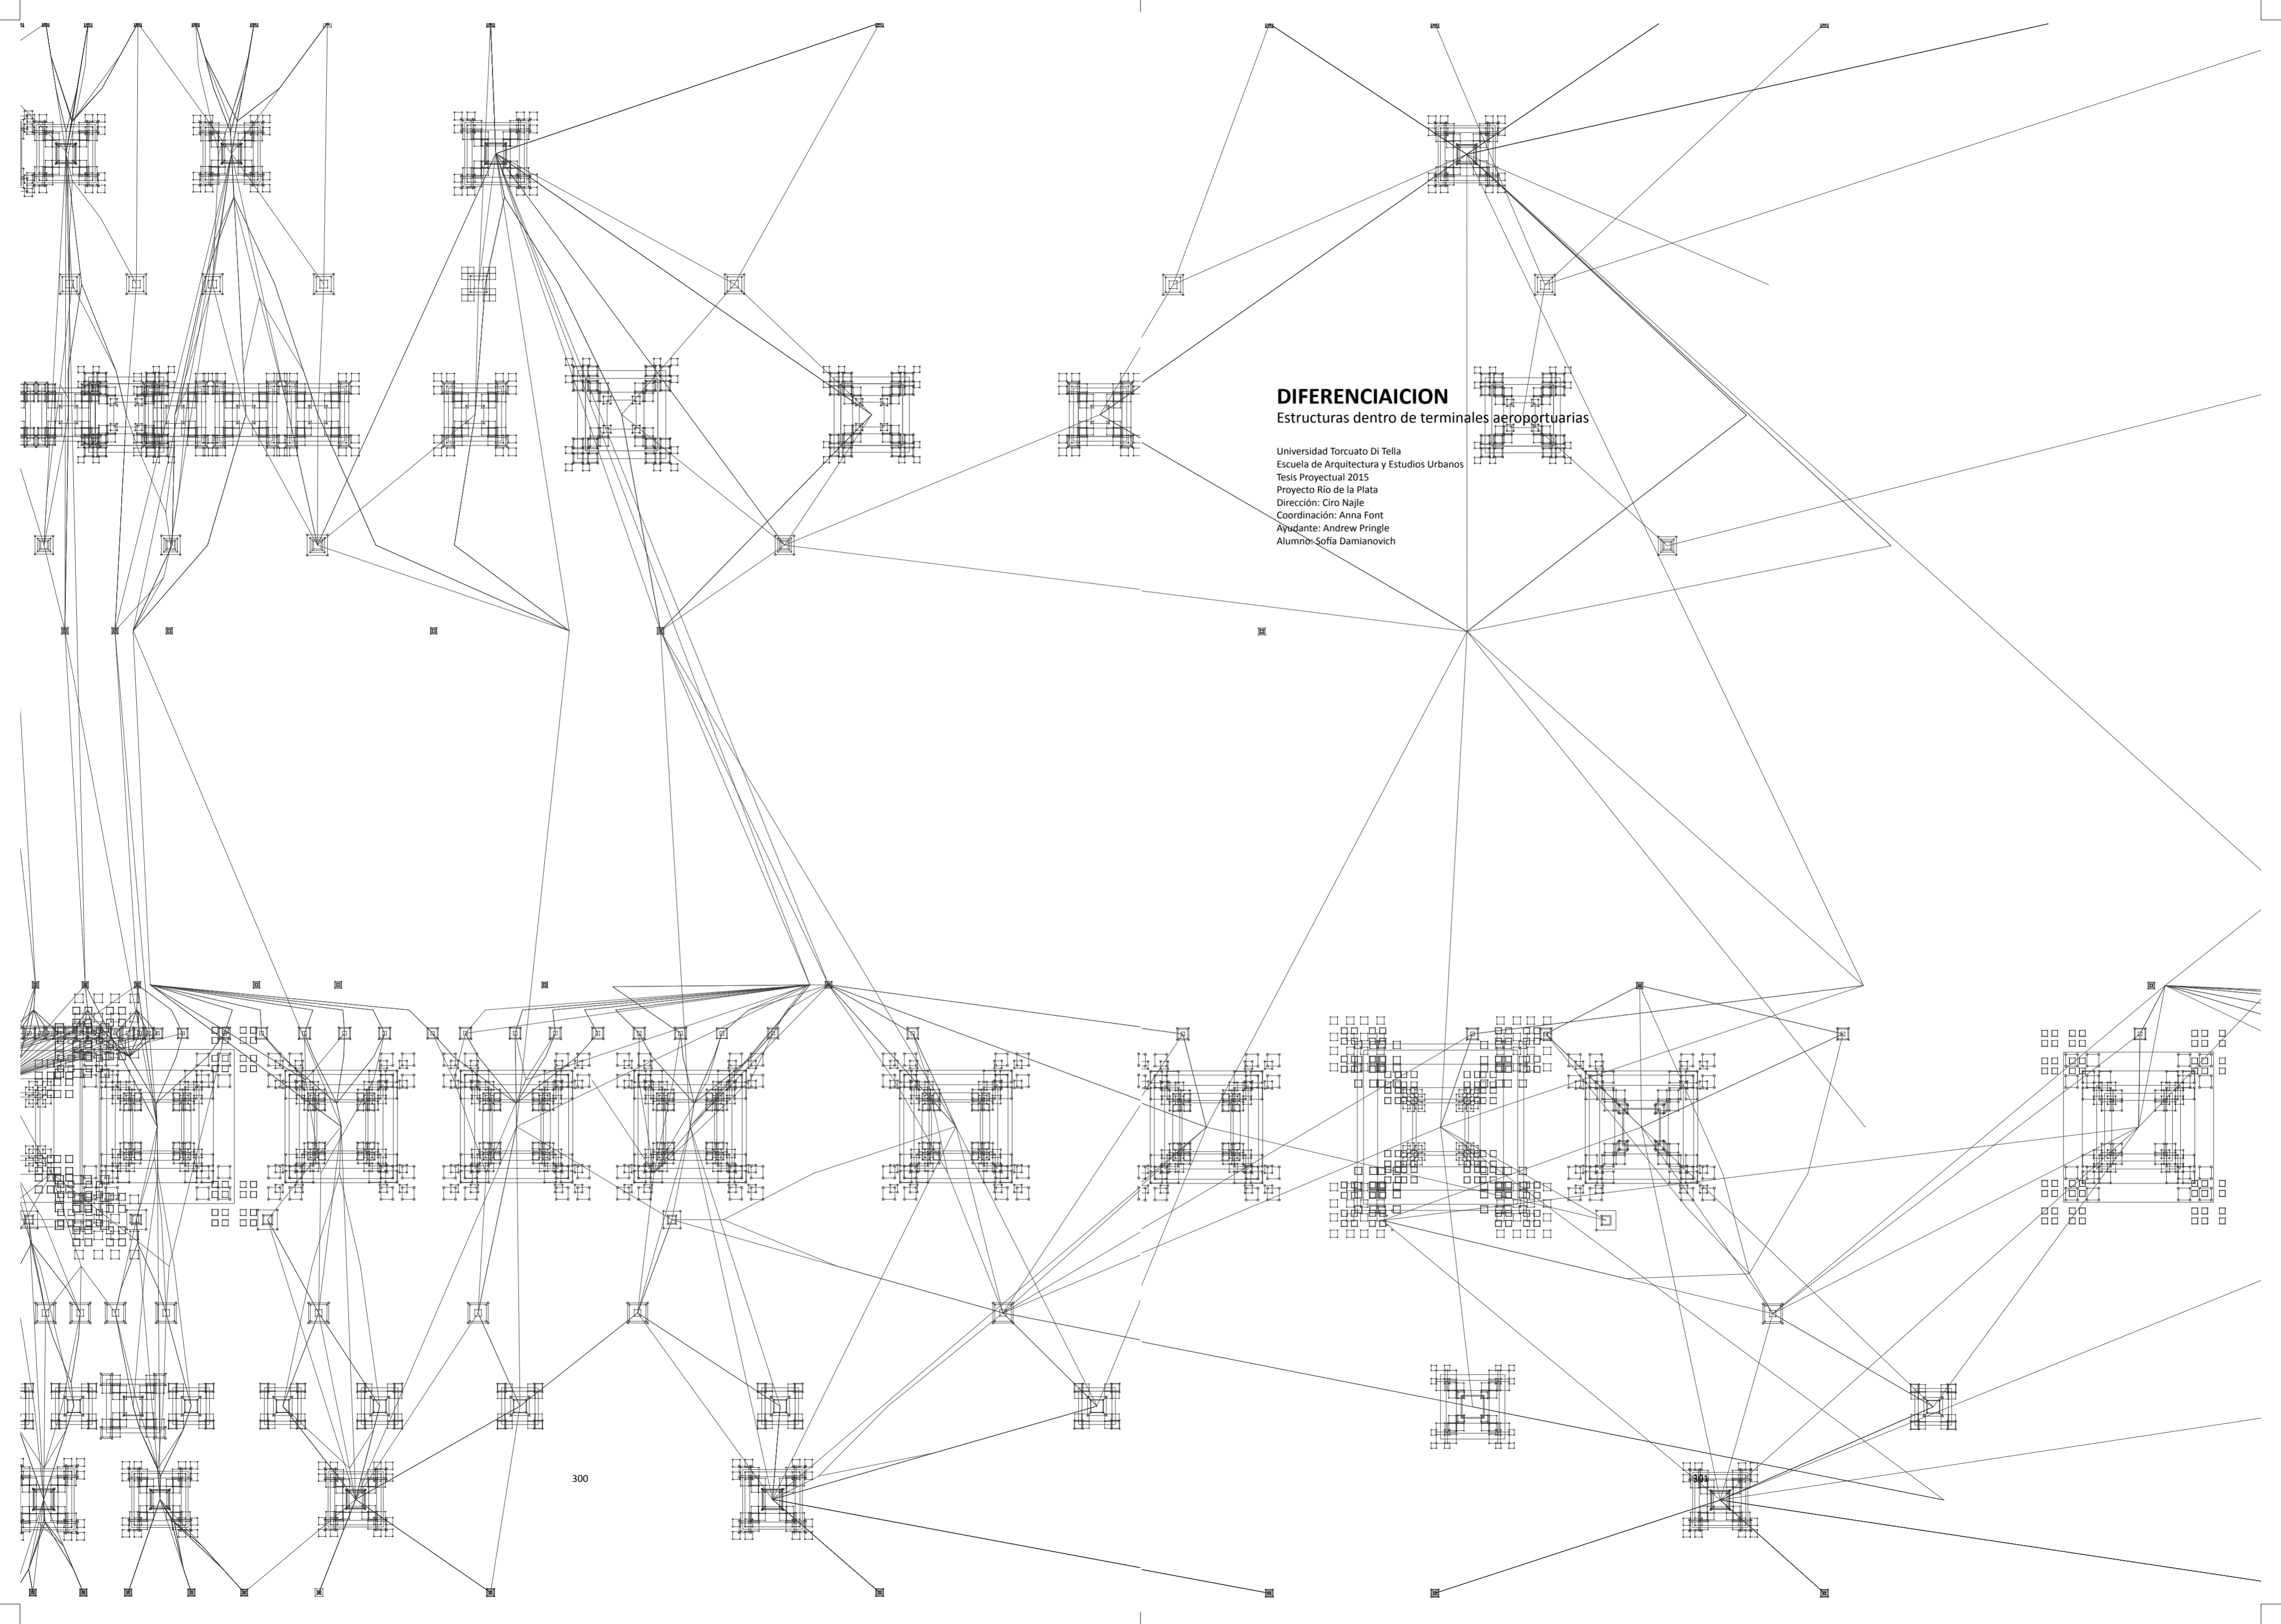 DIFERENCIAICION
Estructuras dentro de terminales aeroportuarias
Universidad Torcuato Di Tella
Escuela de Arquitectura y Estudios Urbanos
Tesis Proyectual 2015
Proyecto Río de la Plata
Dirección: Ciro Najle
Coordinación: Anna Font
Ayudante: Andrew Pringle
Alumno: Sofía Damianovich
300
301